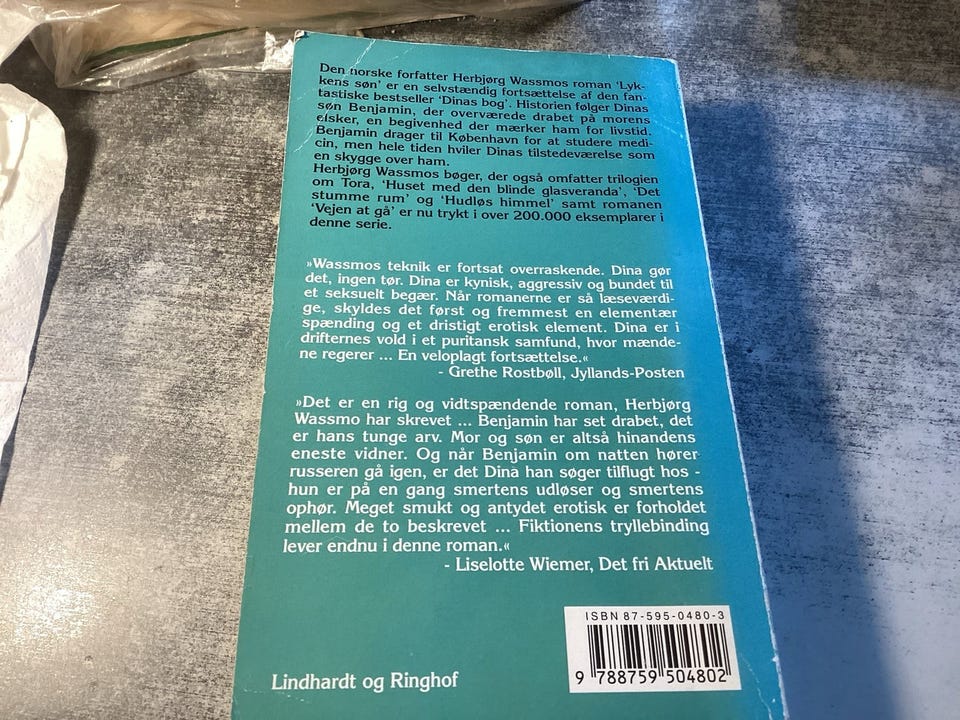 Den norske forfatter Herbjørg Wassmos roman 'Lyk-
kens søn' er en selvstændig fortsættelse af den fan-
tastiske bestseller 'Dinas bog'. Historien følger Dinas
søn Benjamin, der overværede drabet på morens
elsker, en begivenhed der mærker ham for livstid.
Benjamin drager til København for at studere medi-
cin, men hele tiden hviler Dinas tilstedeværelse som
en skygge over ham.
Herbjørg Wassmos bøger, der også omfatter trilogien
om Tora, 'Huset med den blinde glasveranda', 'Det
stumme rum' og 'Hudløs himmel' samt romanen
'Vejen at gå' er nu trykt i over 200.000 eksemplarer i
denne serie.
»Wassmos teknik er fortsat overraskende. Dina gør
det, ingen tør. Dina er kynisk, aggressiv og bundet til
et seksuelt begær. Når romanerne er så læseværdi-
ge, skyldes det først og fremmest en elementær
spænding og et dristigt erotisk element. Dina er i
drifternes vold i et puritansk samfund, hvor mænde-
ne regerer ... En veloplagt fortsættelse.«
- Grethe Rostbøll, Jyllands-Posten
»Det er en rig og vidtspændende roman, Herbjørg
Wassmo har skrevet ... Benjamin har set drabet, det
er hans tunge arv. Mor og søn er altså hinandens
eneste vidner. Og når Benjamin om natten hører
russeren gå igen, er det Dina han søger tilflugt hos -
hun er på en gang smertens udløser og smertens
ophør. Meget smukt og antydet erotisk er forholdet
mellem de to beskrevet ... Fiktionens tryllebinding
lever endnu i denne roman.«
- Liselotte Wiemer, Det fri Aktuelt
ISBN 87-595-0480-3
9 788759 504802
Lindhardt og Ringhof